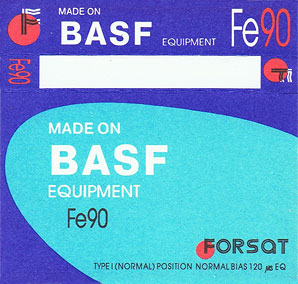 F
MADE ON
BASF EQUIPMENT
Fe90
Fe90
MADE ON
BASF
EQUIPMENT
Fe90
FORSAT
TYPE I (NORMAL) POSITION NORMAL BIAS 120 µs EQ